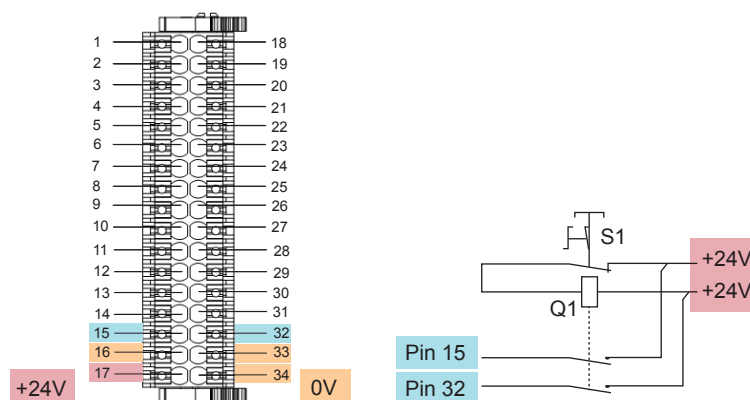 1 18
2 19
3 20
4 21
5 22
6 23
7 24
8 25
9 26
10 27
11 28
12 29
13 30
14 31
15 32
16 33
+24V 17 34 0V
S1
+24V
+24V
Q1
Pin 15
Pin 32